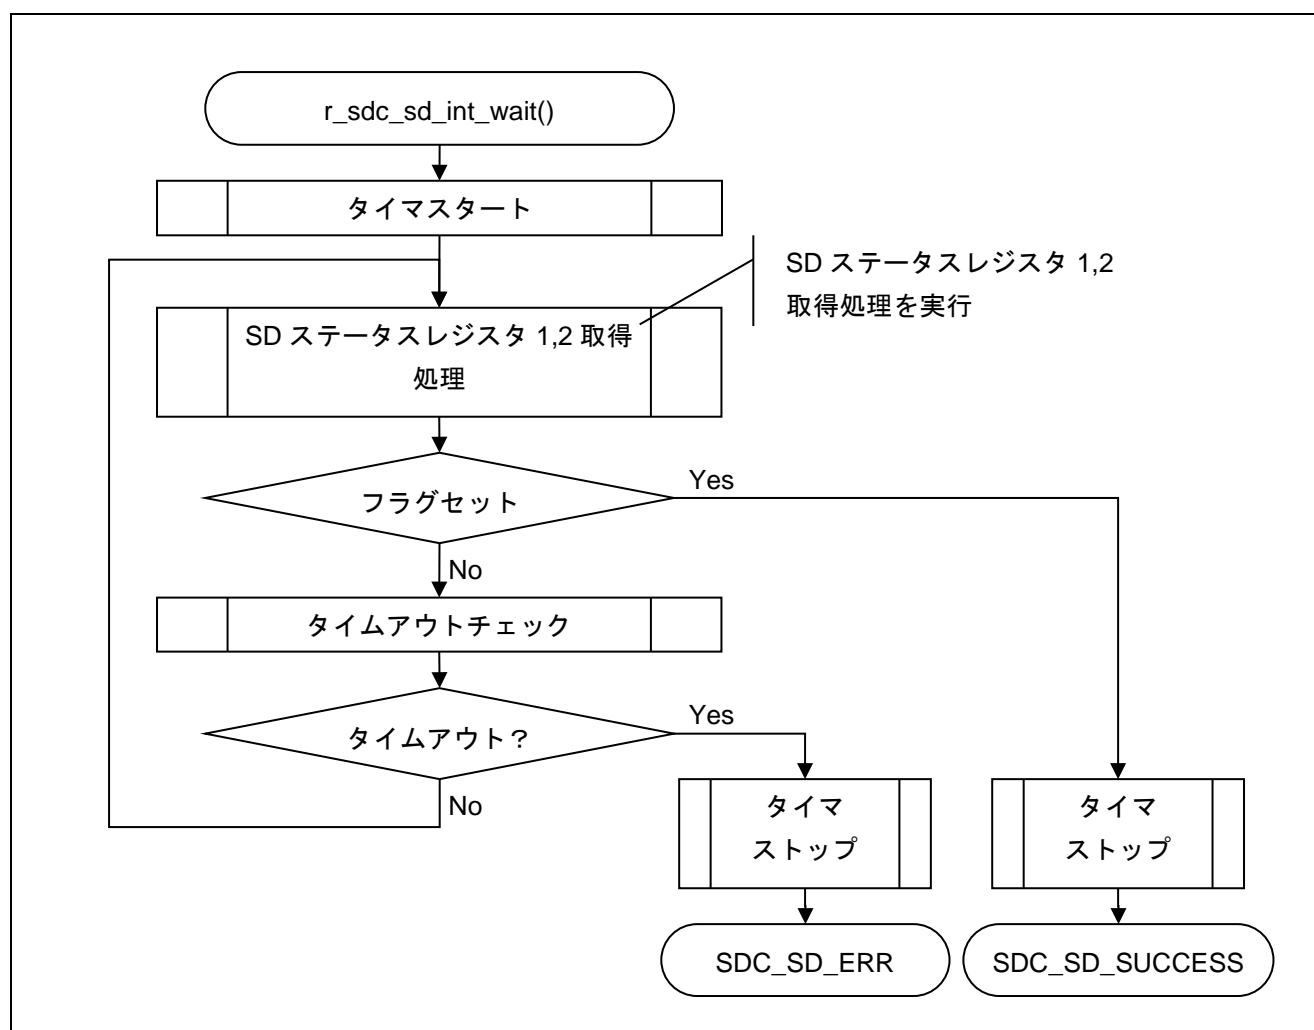 r_sdc_sd_int_wait()
タイマスタート
SD ステータスレジスタ 1,2
取得処理を実行
SD ステータスレジスタ 1,2 取得
処理
フラグセット
Yes
No
タイムアウトチェック
タイムアウト？
Yes
No
タイマ
ストップ
タイマ
ストップ
SDC_SD_ERR
SDC_SD_SUCCESS